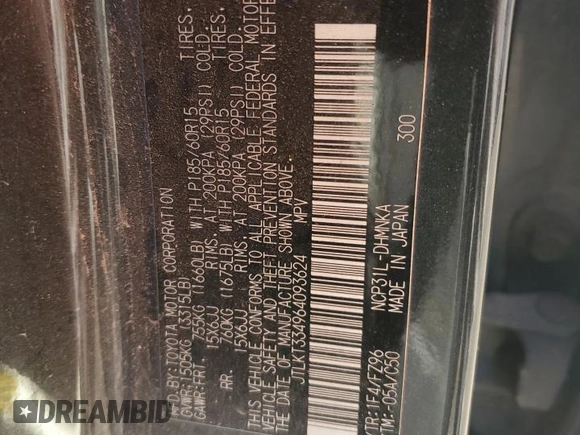 MFD.BY:TOYOTA MOTOR CORPORATION
GVWR:1505KG (3315LB)
GAWR:FRT. 755KG (1660LB) WITH P185/60R15 TIRES.
15X6JJ RIMS. AT 200KPA (29PSI) COLD.
RR. 760KG (1675LB) WITH P185/60R15 TIRES.
15X6JJ RIMS. AT 200KPA (29PSI) COLD.
THIS VEHICLE CONFORMS TO ALL APPLICABLE FEDERAL MOTOR
VEHICLE SAFETY AND THEFT PREVENTION STANDARDS IN EFFE
THE DATE OF MANUFACTURE SHOWN ABOVE.
JTLKT334964093624 MPV
/TR:1F4/FZ96 NCP31L-DHMNKA 300
TM:-05A/C50 MADE IN JAPAN
DREAMBID